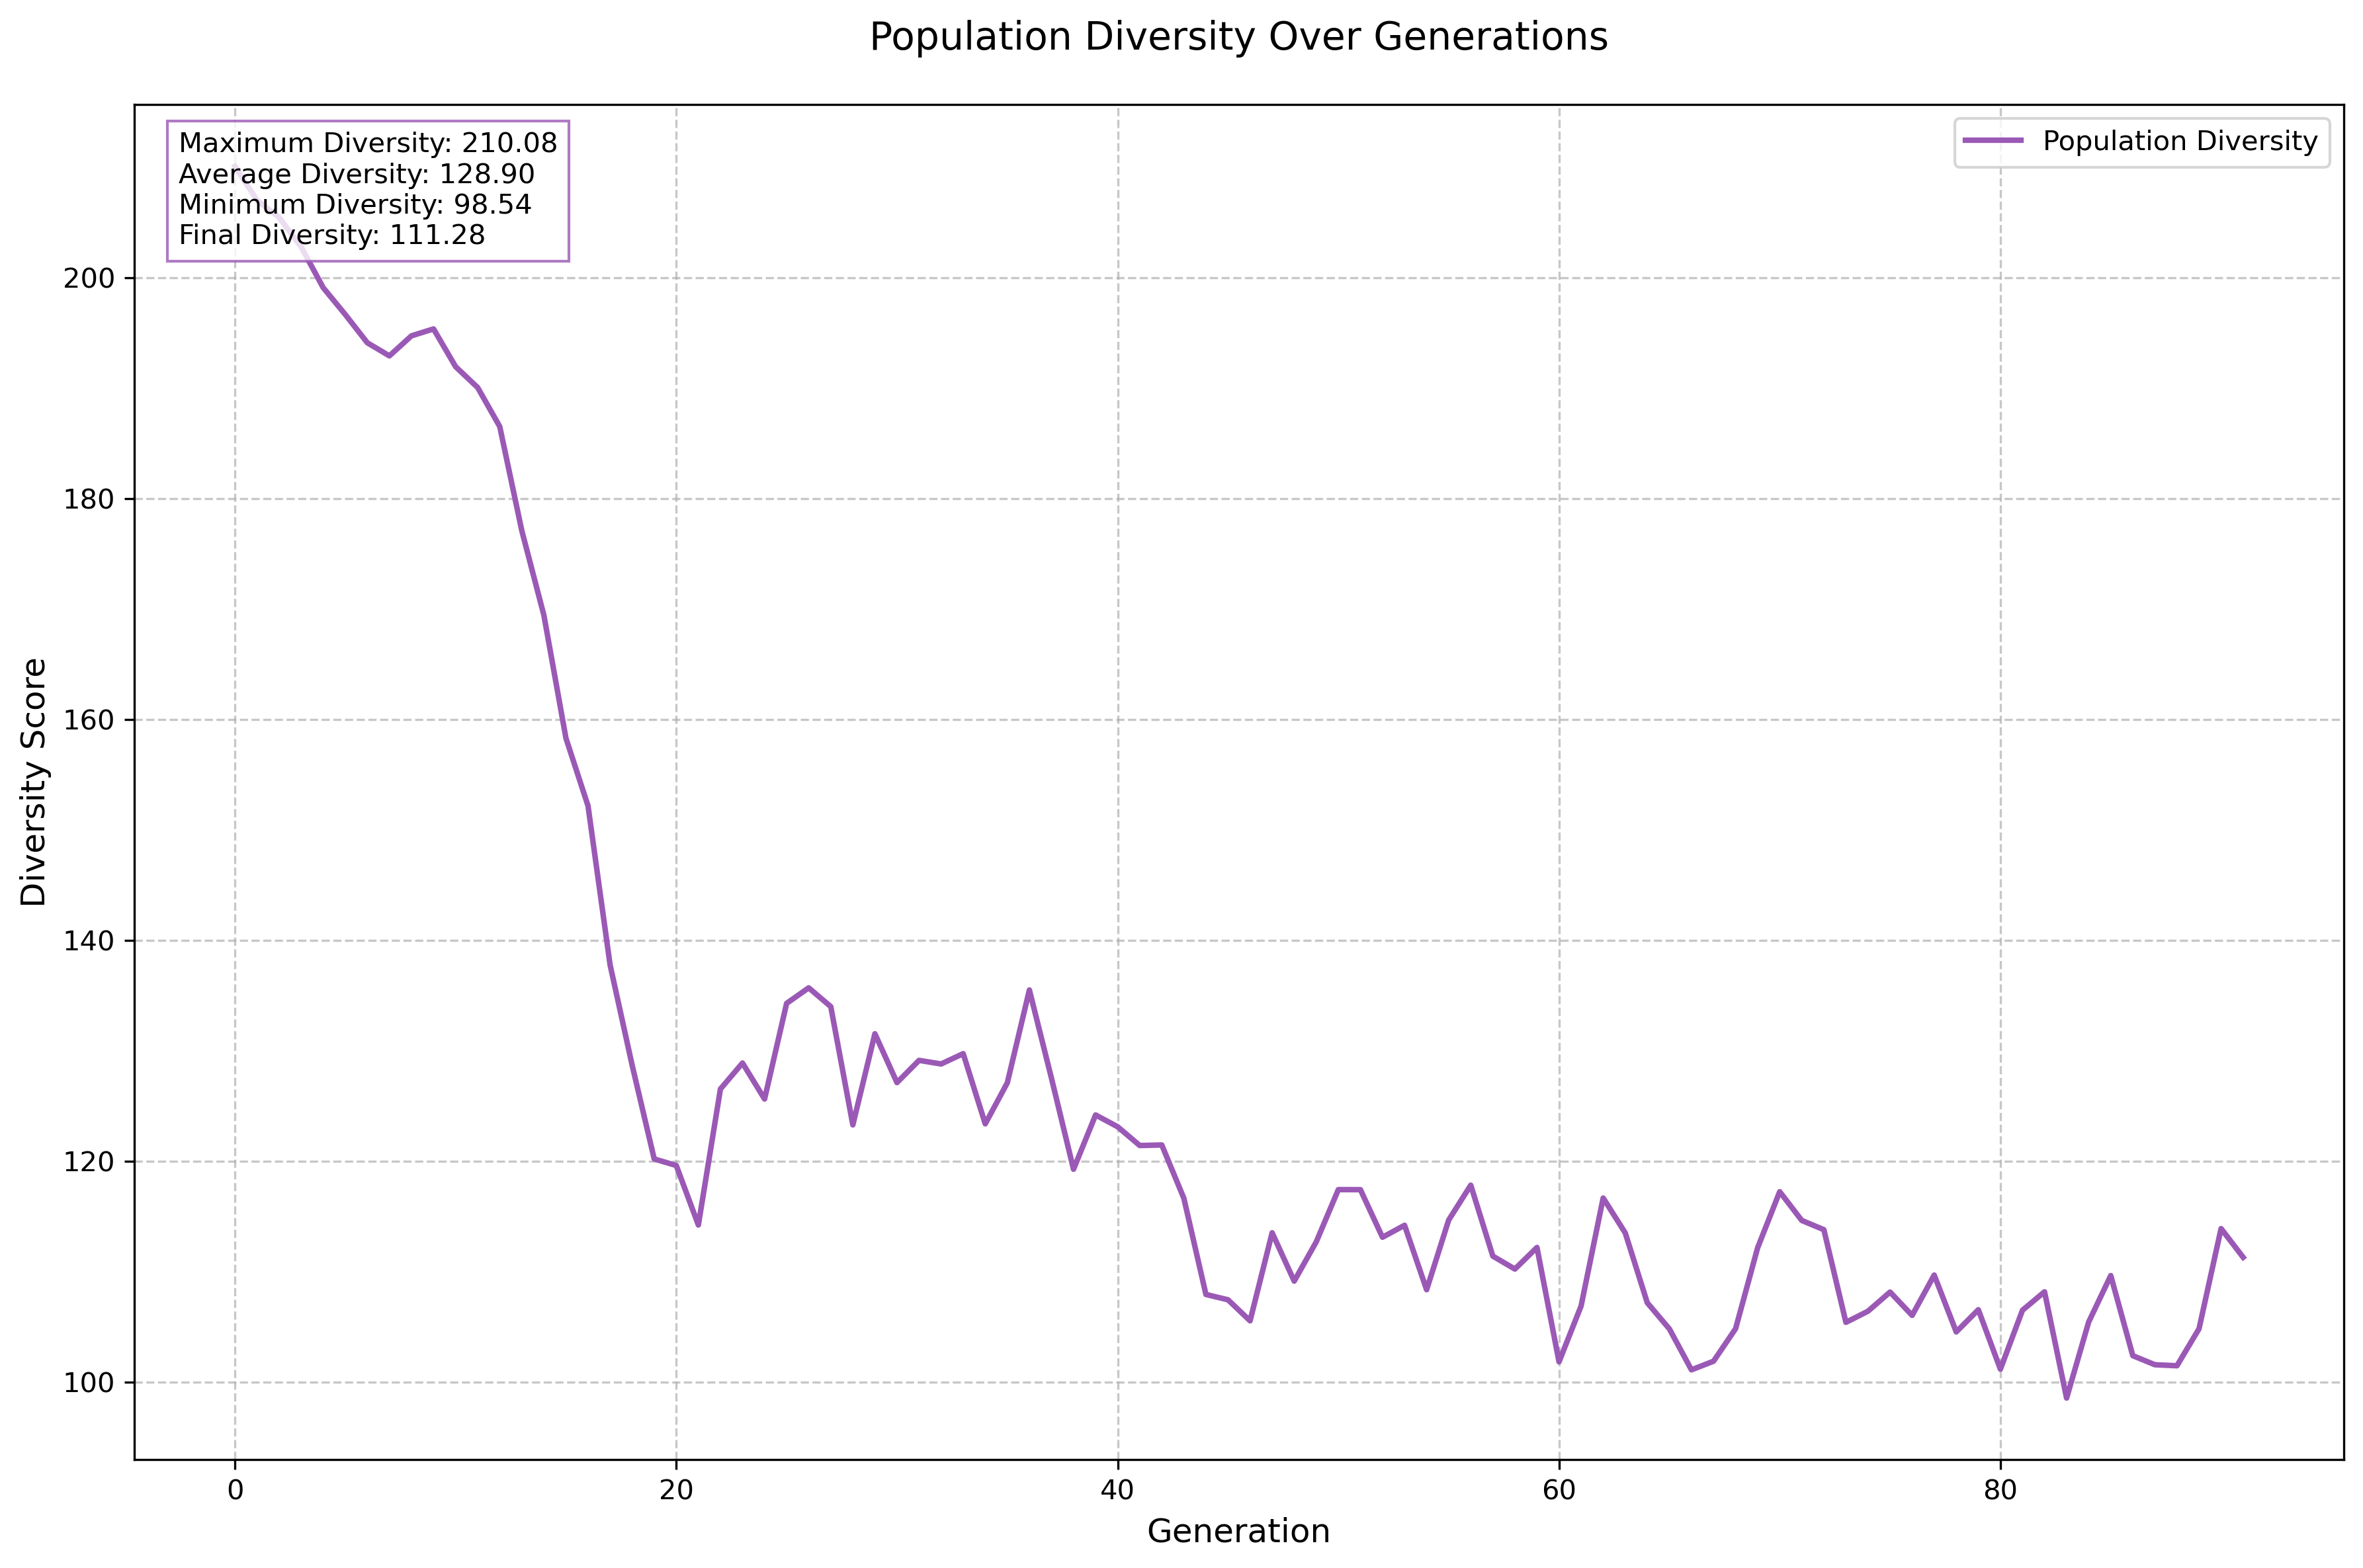 Population Diversity Over Generations
Maximum Diversity: 210.08
Average Diversity: 128.90
Minimum Diversity: 98.54
Final Diversity: 111.28
Population Diversity
Diversity Score
200
180
160
140
120
100
0 20 40 60 80
Generation